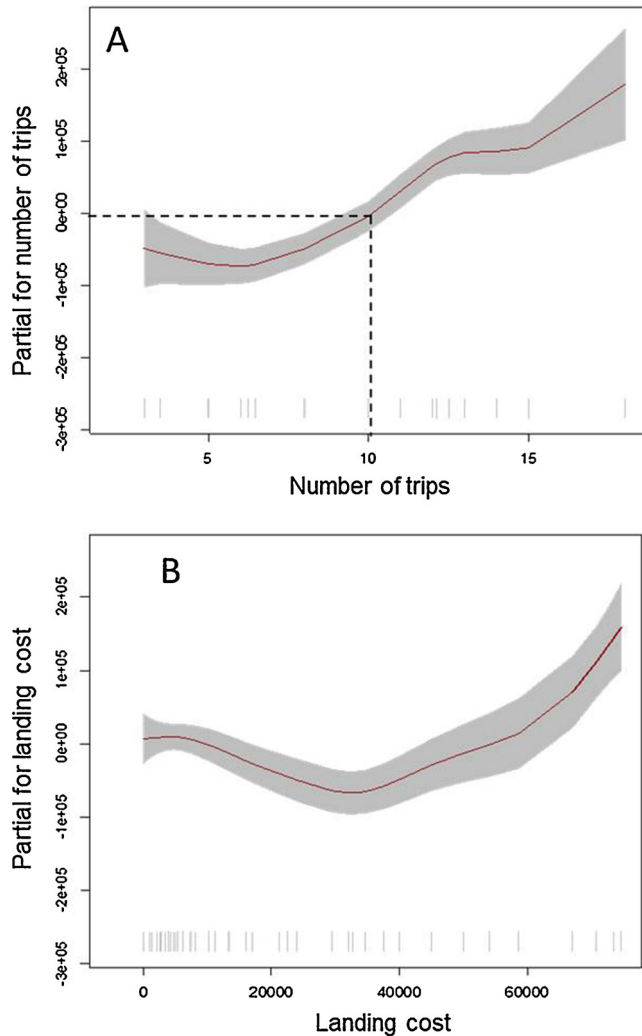 A
Partial for number of trips
2e+05
1e+05
0e+00
-1e+05
-2e+05
-3e+05
5
10
15
Number of trips
B
Partial for landing cost
2e+05
1e+05
0e+00
-1e+05
-2e+05
-3e+05
0
20000
40000
60000
Landing cost